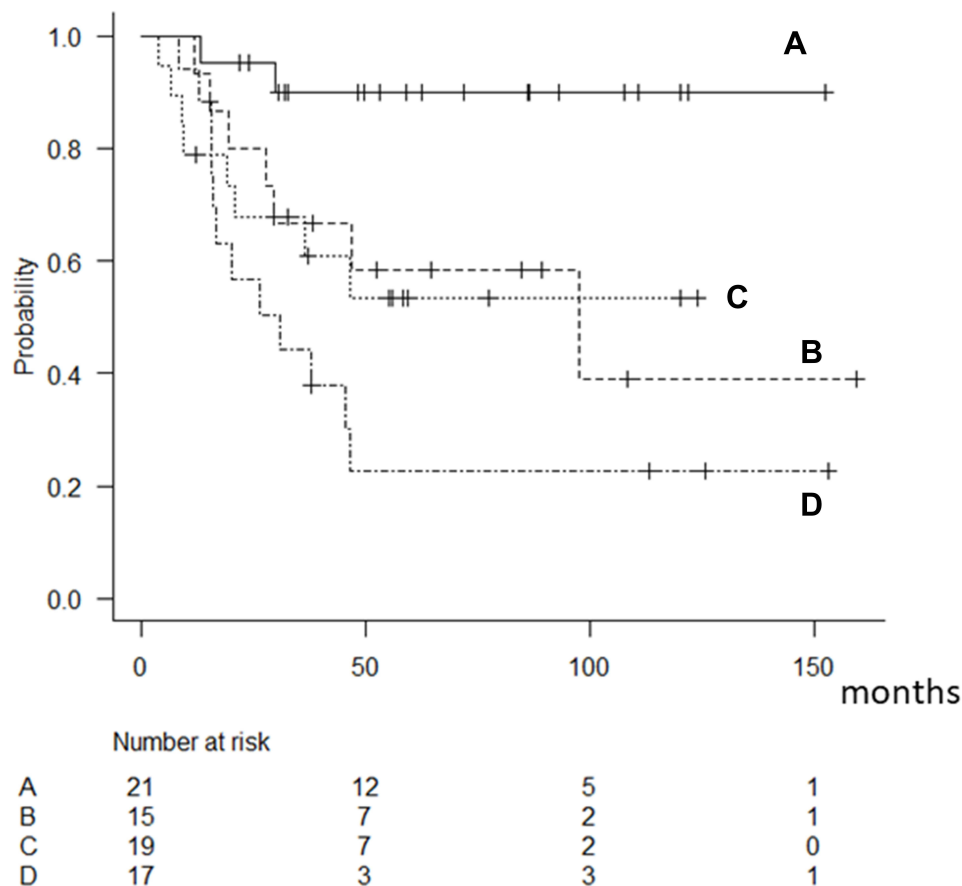 1.0
A
0.8
0.6
C
B
0.4
0.2
D
0.0
Probability
0 50 100 150
months
Number at risk
A 21 12 5 1
B 15 7 2 1
C 19 7 2 0
D 17 3 3 1